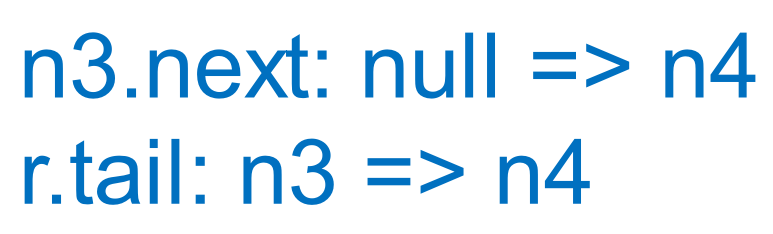 n3.next: null => n4
r.tail: n3 => n4